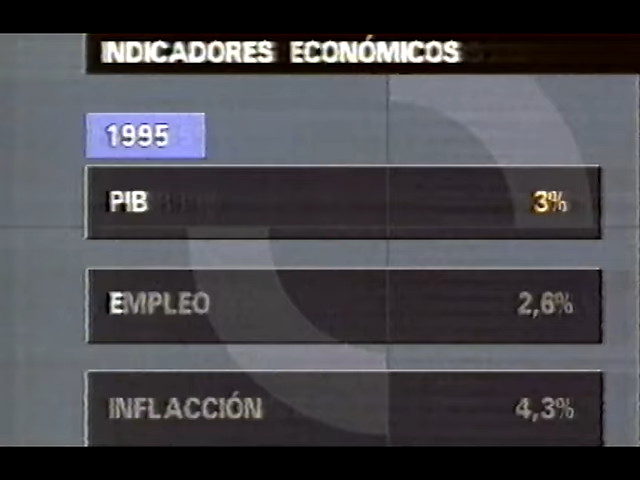 INDICADORES ECONÓMICOS
1995
PIB 3%
EMPLEO 2,6%
INFLACCIÓN 4,3%